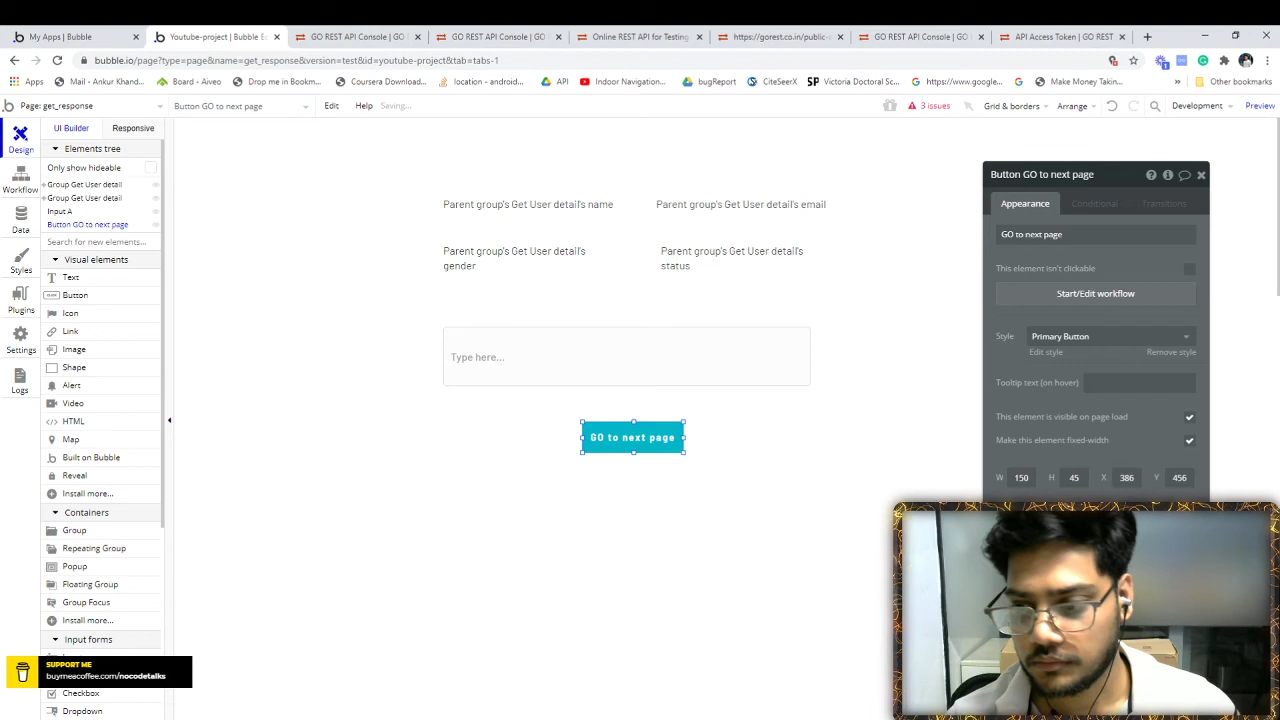 My Apps | Bubble
Youtube-project | Bubble E
GO REST API Console | GO
GO REST API Console | GO
Online REST API for Testing
https://gorest.co.in/public-v
GO REST API Console | GO
API Access Token | GO REST
bubble.io/page?type=page&name=get_response&version=test&id=youtube-project&tab=tabs-1
Apps
Mail - Ankur Khand...
Board - Aiveo
Drop me in Bookm...
Coursera Download...
location - android...
API
Indoor Navigation...
bugReport
CiteSeerX
SP Victoria Doctoral Sc...
https://www.google...
Make Money Takin...
Other bookmarks
Page: get_response
Button GO to next page
Edit
Help
Saving...
3 issues
Grid & borders
Arrange
Development
Preview
Design
Workflow
Data
Styles
Plugins
Settings
Logs
UI Builder
Responsive
Elements tree
Only show hideable
Group Get User detail
Group Get User detail
Input A
Button GO to next page
Search for new elements...
Visual elements
Text
Button
Icon
Link
Image
Shape
Alert
Video
HTML
Map
Built on Bubble
Reveal
Install more...
Containers
Group
Repeating Group
Popup
Floating Group
Group Focus
Install more...
Input forms
Checkbox
Dropdown
Parent group's Get User detail's name
Parent group's Get User detail's email
Parent group's Get User detail's
gender
Parent group's Get User detail's
status
Type here...
GO to next page
Button GO to next page
Appearance
Conditional
Transitions
GO to next page
This element isn't clickable
Start/Edit workflow
Style
Primary Button
Edit style
Remove style
Tooltip text (on hover)
This element is visible on page load
Make this element fixed-width
W 150 H 45 X 386 Y 456
SUPPORT ME
buymeacoffee.com/nocodetalks